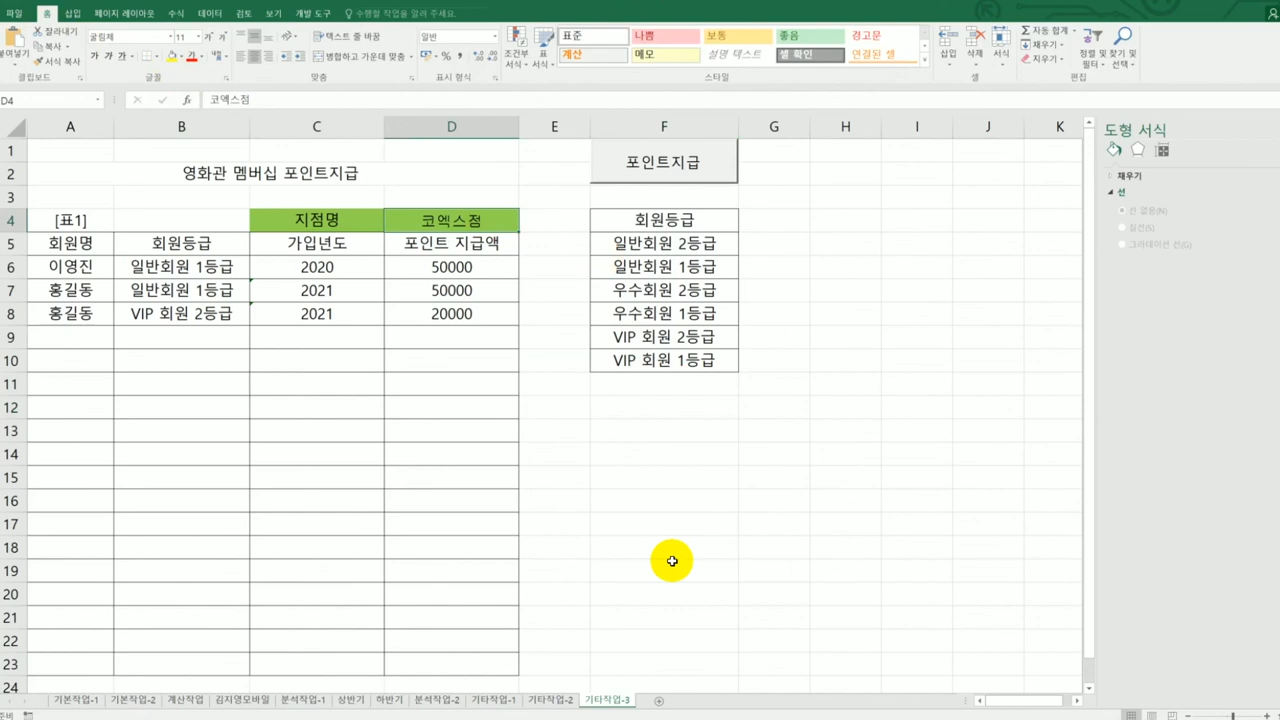 파일 홈 삽입 페이지 레이아웃 수식 데이터 검토 보기 개발 도구 수행할 작업을 알려 주세요.
잘라내기 굴림체 11 가 가 텍스트 줄 바꿈 일반 표준 나쁨 보통 좋음 경고문 자동 합계
복사 조건부 서식 표 서식 삽입 삭제 서식 채우기 정렬 및 필터 찾기 및 선택
붙여넣기 서식 복사 가 가 가 병합하고 가운데 맞춤 % 계산 메모 설명 텍스트 셀 확인 연결된 셀 지우기
클립보드 글꼴 맞춤 표시 형식 스타일 셀 편집
D4 fx 코엑스점
A B C D E F G H I J K
도형 서식
채우기
선
선 없음(N)
실선(S)
그라데이션 선(G)
1 포인트지급
2 영화관 멤버십 포인트지급
3
4 [표1] 지점명 코엑스점 회원등급
5 회원명 회원등급 가입년도 포인트 지급액 일반회원 2등급
6 이영진 일반회원 1등급 2020 50000 일반회원 1등급
7 홍길동 일반회원 1등급 2021 50000 우수회원 2등급
8 홍길동 VIP 회원 2등급 2021 20000 우수회원 1등급
9 VIP 회원 2등급
10 VIP 회원 1등급
11
12
13
14
15
16
17
18
19
20
21
22
23
24
기본작업-1 기본작업-2 계산작업 김지영모바일 분석작업-1 상반기 하반기 분석작업-2 기타작업-1 기타작업-2 기타작업-3